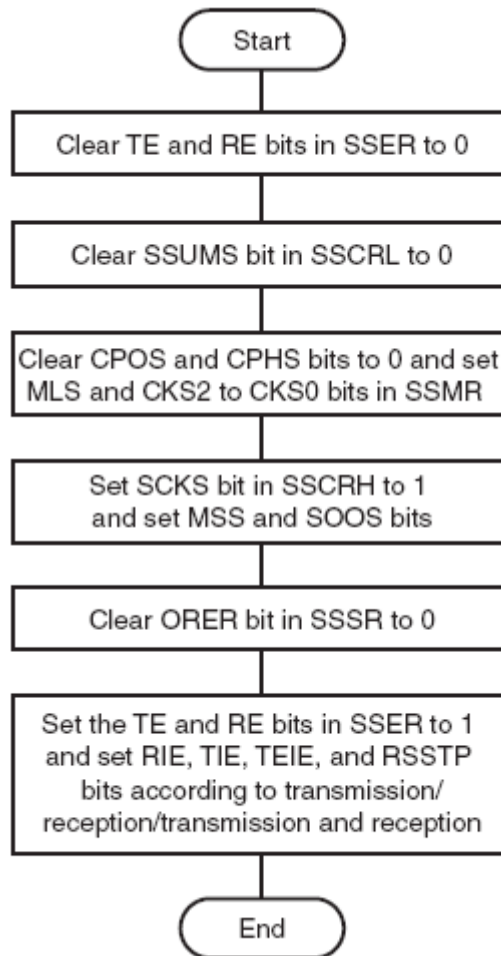 Start
Clear TE and RE bits in SSER to 0
Clear SSUMS bit in SSCRL to 0
Clear CPOS and CPHS bits to 0 and set
MLS and CKS2 to CKS0 bits in SSMR
Set SCKS bit in SSCRH to 1
and set MSS and SOOS bits
Clear ORER bit in SSSR to 0
Set the TE and RE bits in SSER to 1
and set RIE, TIE, TEIE, and RSSTP
bits according to transmission/
reception/transmission and reception
End